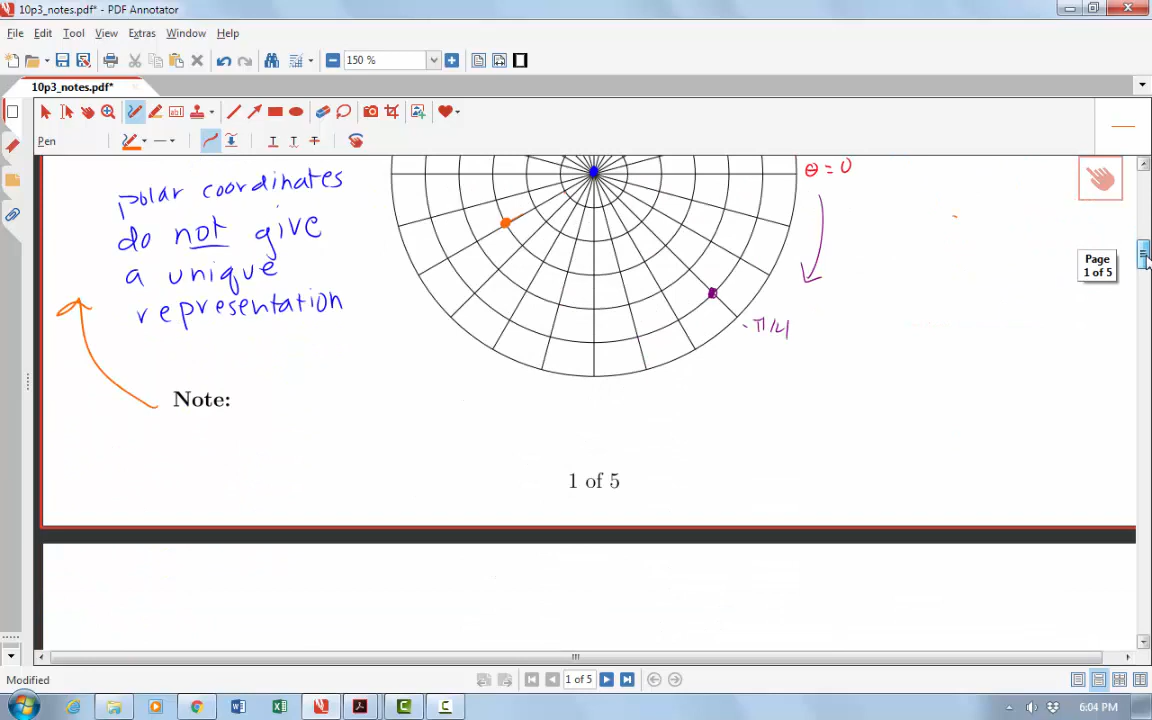 10p3_notes.pdf* - PDF Annotator
File Edit Tool View Extras Window Help
150 %
10p3_notes.pdf*
Pen
θ = 0
polar coordinates
do not give
a unique
representation
Page
1 of 5
-π/4
Note:
1 of 5
1 of 5
Modified
6:04 PM